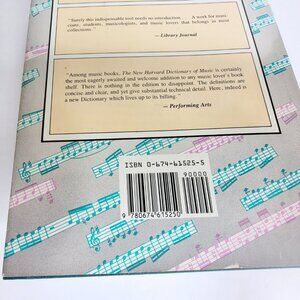 "Surely this indispensable tool needs no introduction. . . . A work for musi-
cians, students, musicologists, and music lovers that belongs in most
collections."
— Library Journal
"Among music books, The New Harvard Dictionary of Music is certainly
the most eagerly awaited and welcome addition to any music lover's book
shelf. There is nothing in the edition to disappoint. The definitions are
concise and clear, and yet give substantial technical detail. Here, indeed is
a new Dictionary which lives up to its billing."
— Performing Arts
ISBN 0-674-61525-5
90000
9 780674 615250